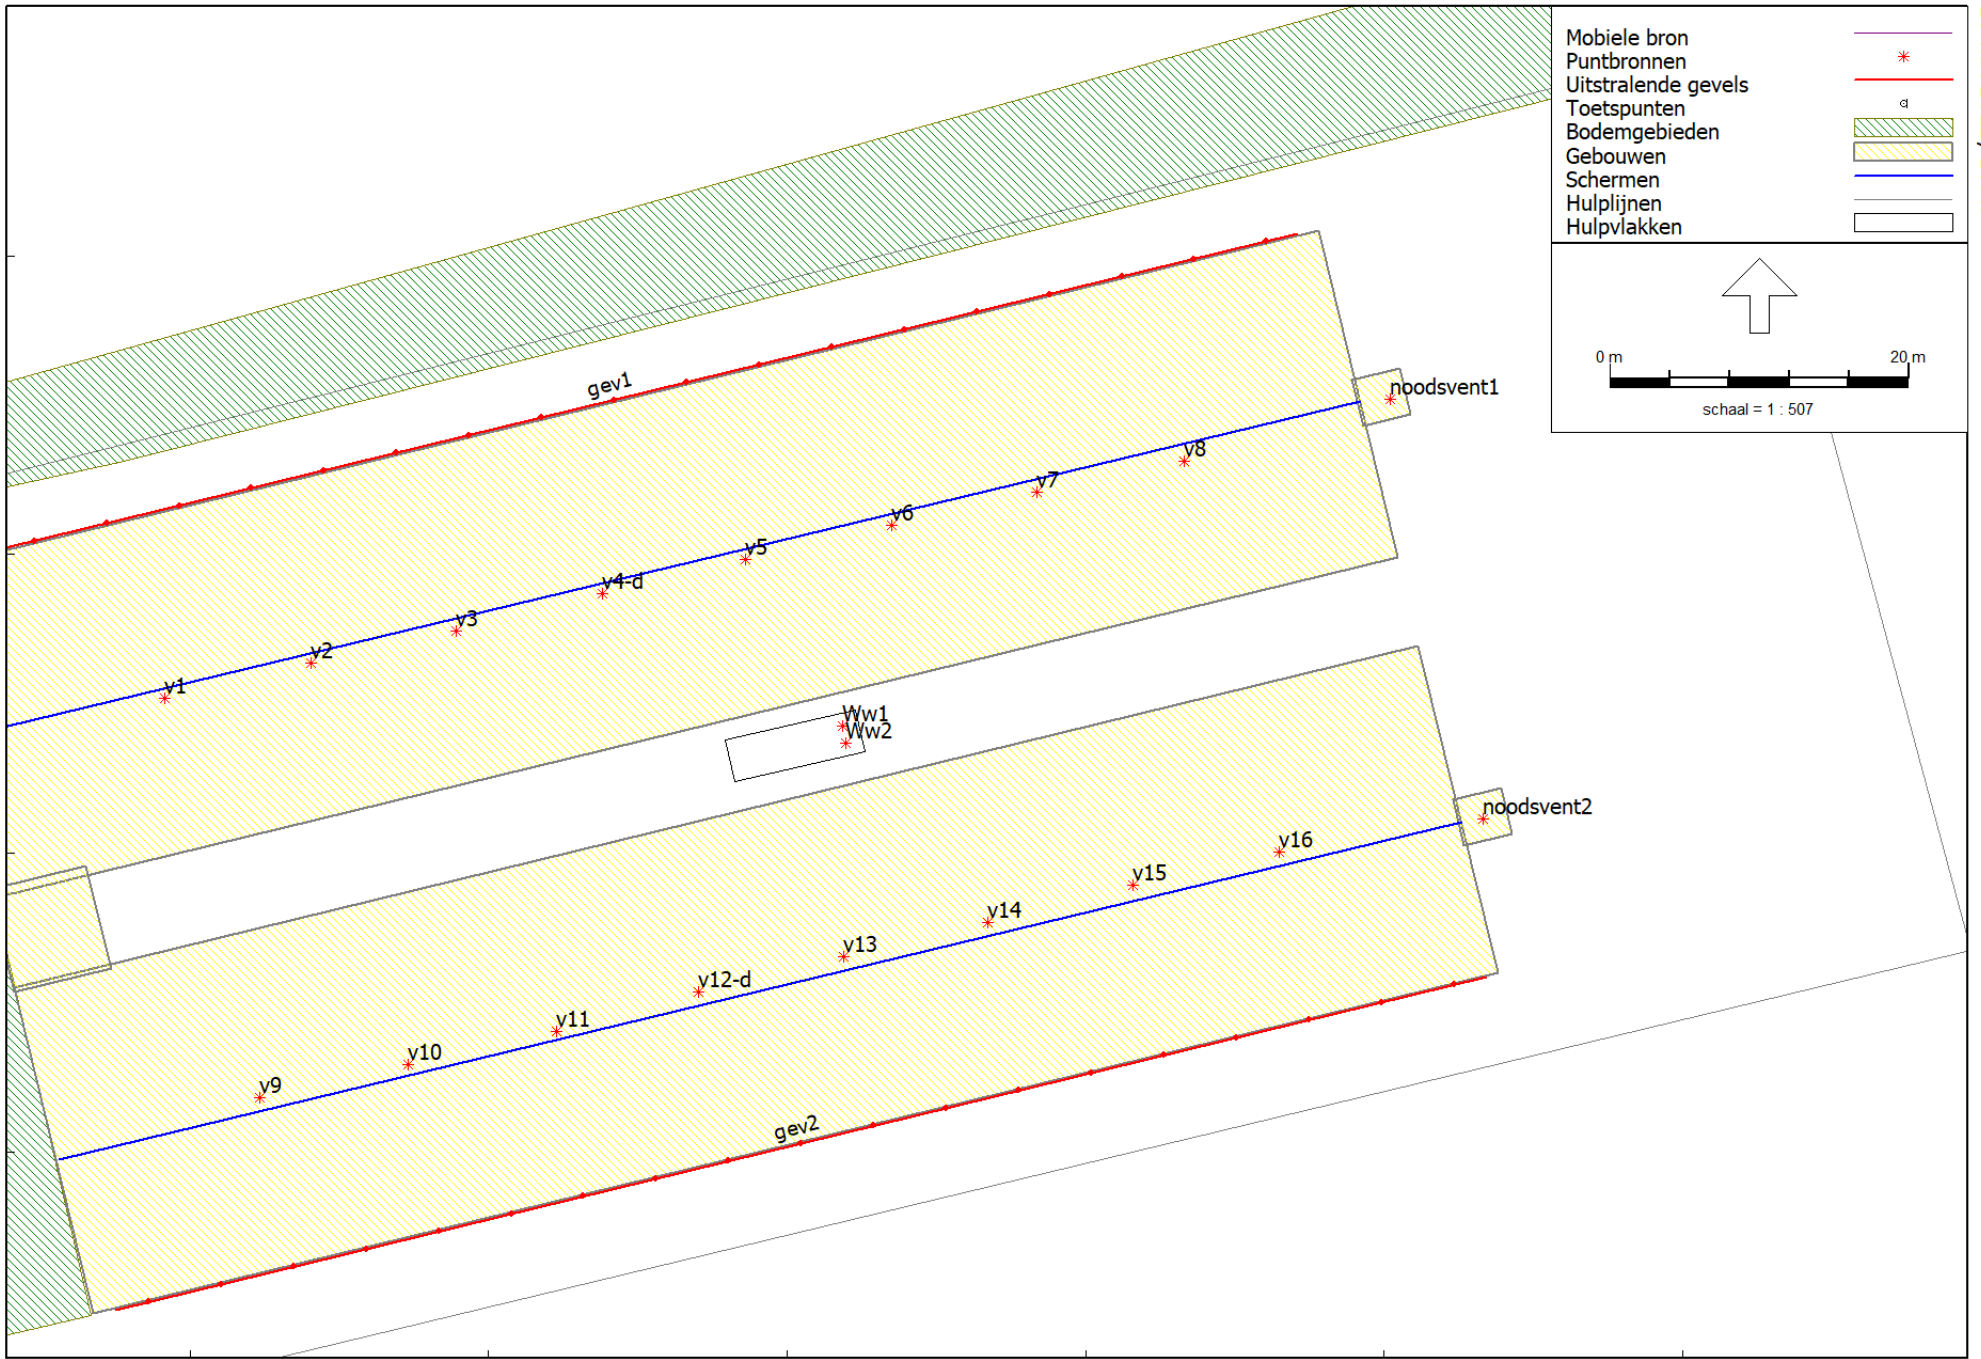 Mobiele bron
Puntbronnen
Uitstralende gevels
Toetspunten
Bodemgebieden
Gebouwen
Schermen
Hulplijnen
Hulpvlakken
0 m 20 m
schaal = 1 : 507
gev1
noodsvent1
v8
v7
v6
v5
v4-d
v3
v2
v1
Ww1
Ww2
noodsvent2
v16
v15
v14
v13
v12-d
v11
v10
v9
gev2